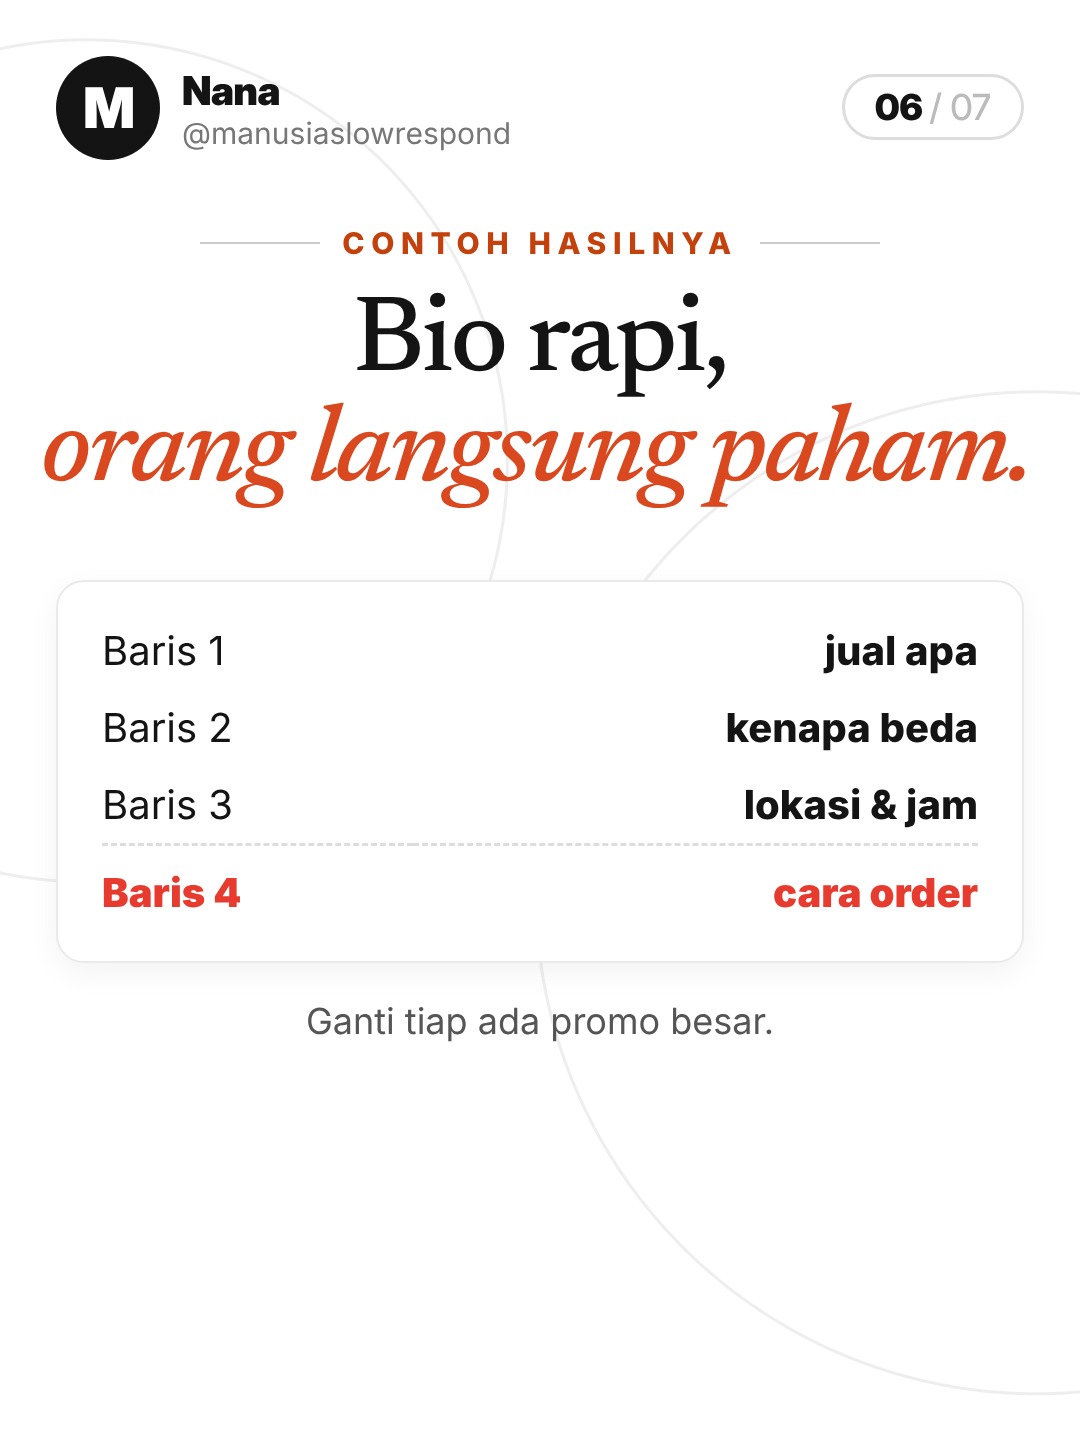 M
Nana
@manusiaslowrespond
06 / 07
CONTOH HASILNYA
Bio rapi,
orang langsung paham.
Baris 1 jual apa
Baris 2 kenapa beda
Baris 3 lokasi & jam
Baris 4 cara order
Ganti tiap ada promo besar.